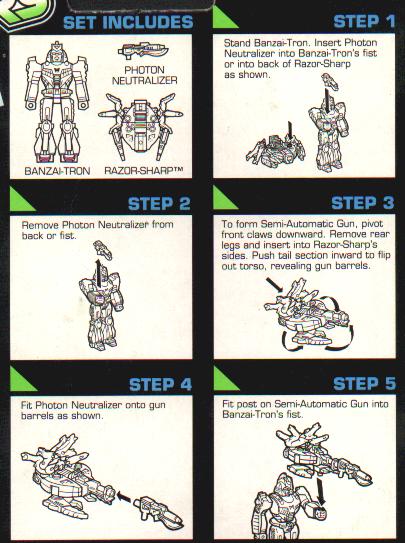 SET INCLUDES
PHOTON
NEUTRALIZER
BANZAI-TRON
RAZOR-SHARP™
STEP 1
Stand Banzai-Tron. Insert Photon
Neutralizer into Banzai-Tron's fist
or into back of Razor-Sharp
as shown.
STEP 2
Remove Photon Neutralizer from
back or fist.
STEP 3
To form Semi-Automatic Gun, pivot
front claws downward. Remove rear
legs and insert into Razor-Sharp's
sides. Push tail section inward to flip
out torso, revealing gun barrels.
STEP 4
Fit Photon Neutralizer onto gun
barrels as shown.
STEP 5
Fit post on Semi-Automatic Gun into
Banzai-Tron's fist.